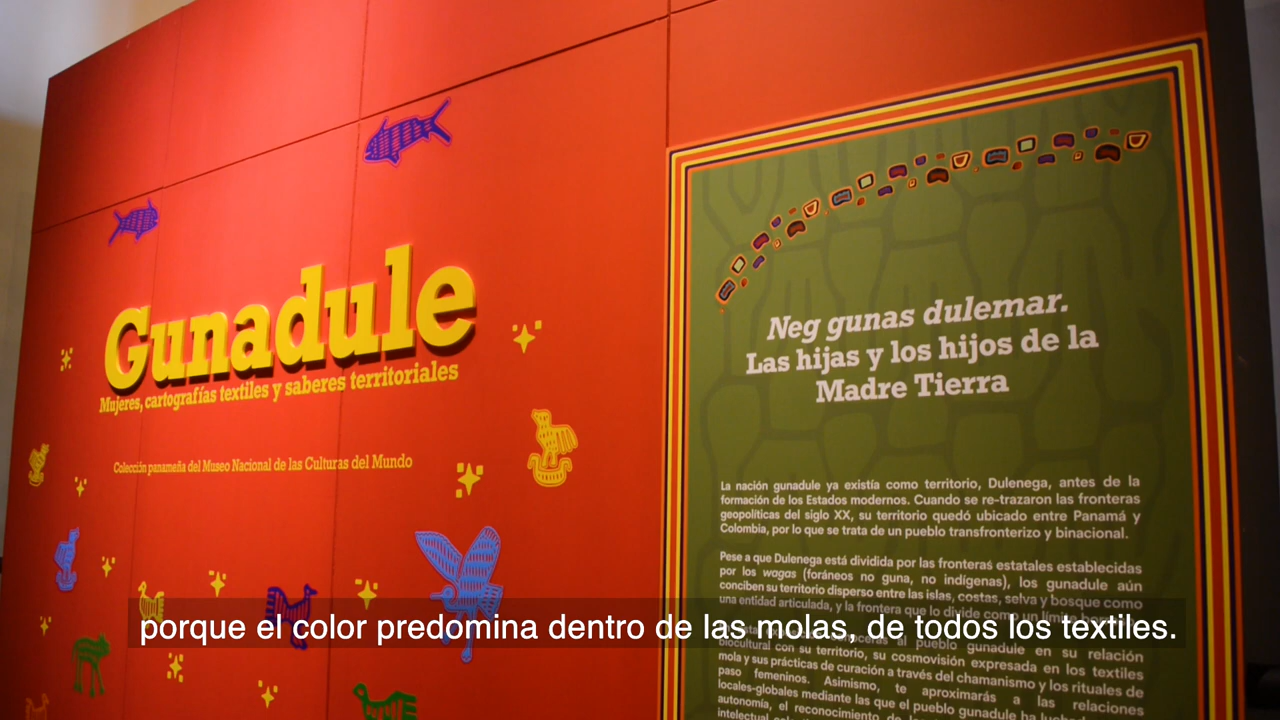 Gunadule
Mujeres, cartografías textiles y saberes territoriales
Colección panameña del Museo Nacional de las Culturas del Mundo
Neg gunas dulemar.
Las hijas y los hijos de la
Madre Tierra
La nación gunadule ya existía como territorio, Dulenega, antes de la
formación de los Estados modernos. Cuando se re-trazaron las fronteras
geopolíticas del siglo XX, su territorio quedó ubicado entre Panamá y
Colombia, por lo que se trata de un pueblo transfronterizo y binacional.
Pese a que Dulenega está dividida por las fronteras estatales establecidas
por los wagas (foráneos no guna, no indígenas), los gunadule aún
conciben su territorio disperso entre las islas, costas, selva y bosque como
una entidad articulada, y la frontera que lo divide como un límite
conocerás al pueblo gunadule en su relación
biocultural con su territorio, su cosmovisión expresada en los textiles
mola y sus prácticas de curación a través del chamanismo y los rituales de
paso femeninos. Asimismo, te aproximarás a las relaciones
locales-globales mediante las que el pueblo gunadule ha
autonomía, el reconocimiento de
intelectual
porque el color predomina dentro de las molas, de todos los textiles.